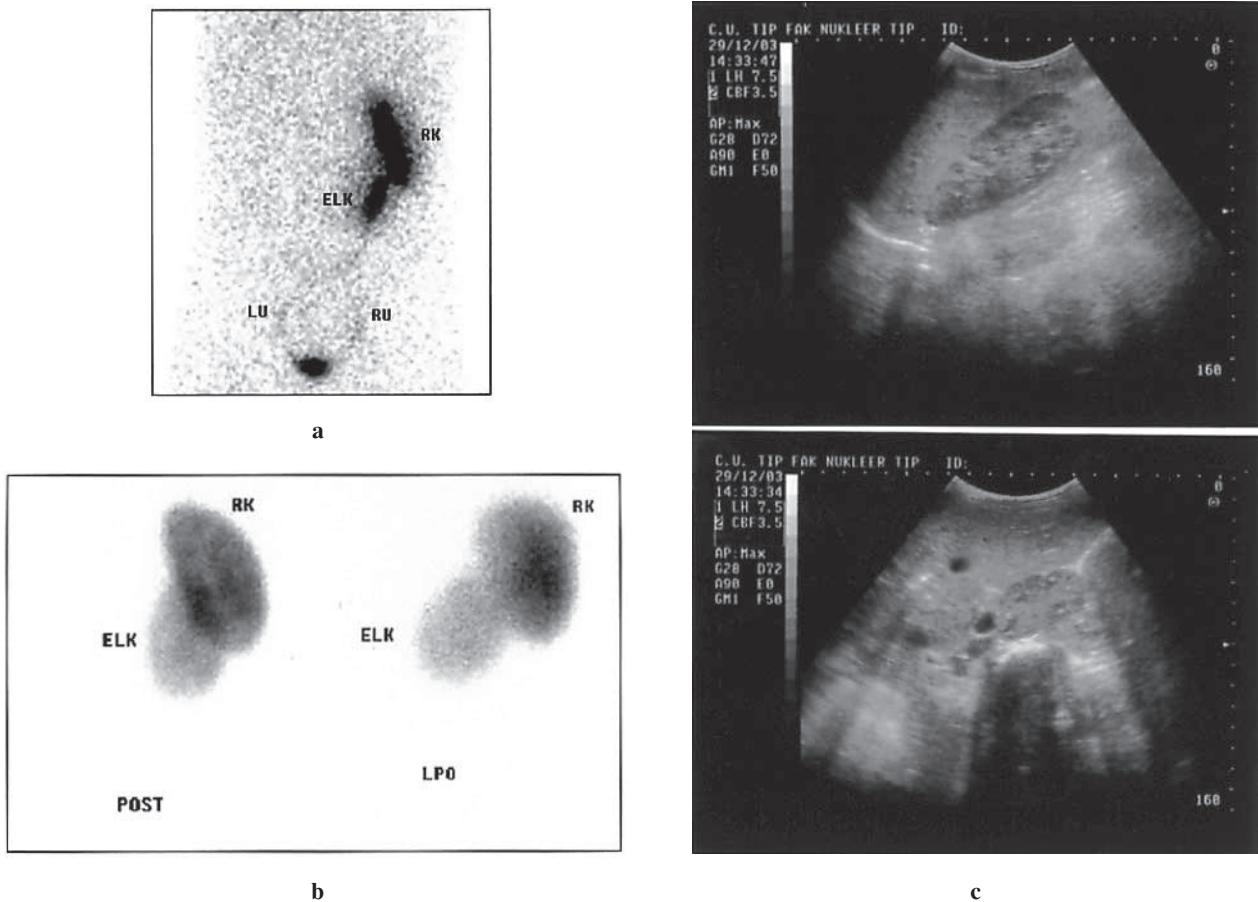 RK
ELK
LU RU
a
RK RK
ELK ELK
LPO
POST
b
C.U. TIP FAK NUKLEER TIP ID:
29/12/03 0
14:33:47
1 LH 7.5
2 CBF3.5
AP:Max
G28 D72
A90 E0
GM1 F50
160
C.U. TIP FAK NUKLEER TIP ID:
29/12/03 0
14:33:34
1 LH 7.5
2 CBF3.5
AP:Max
G28 D72
A90 E0
GM1 F50
160
c